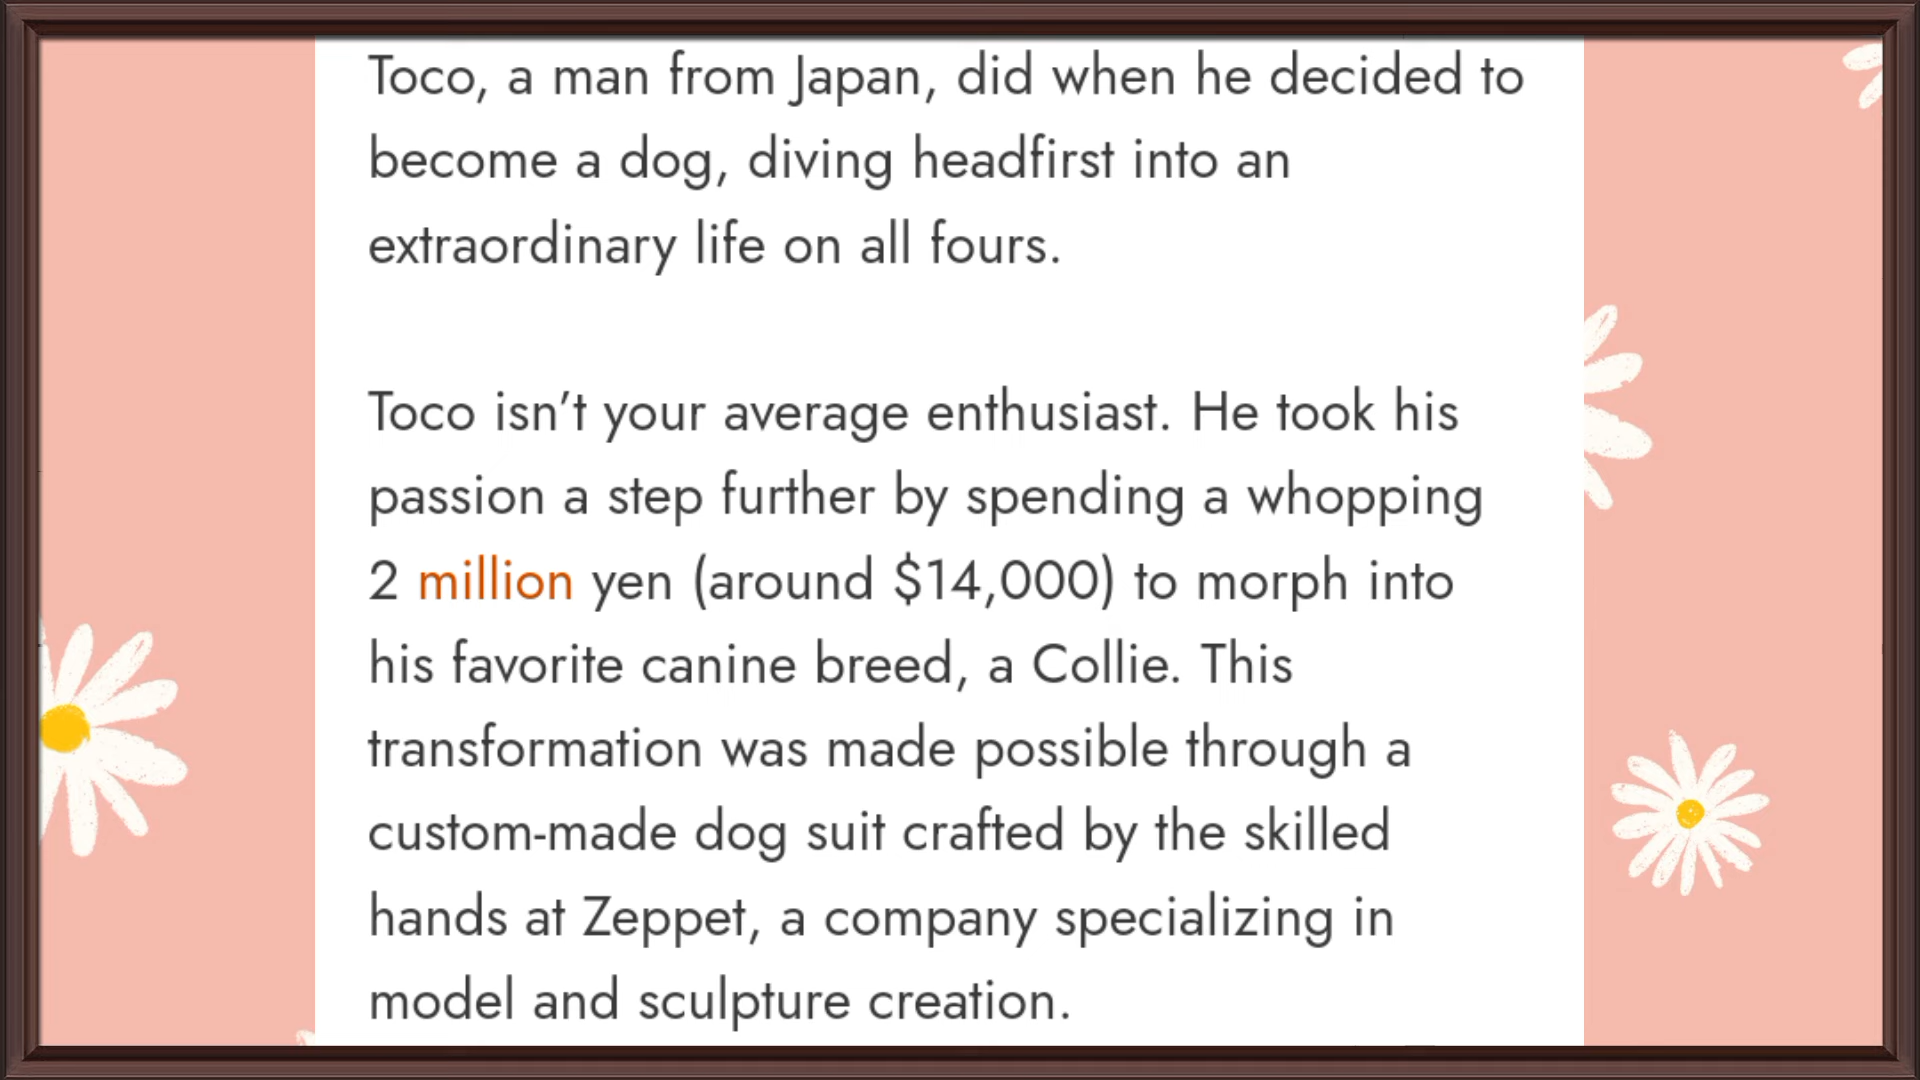 Toco, a man from Japan, did when he decided to
become a dog, diving headfirst into an
extraordinary life on all fours.
Toco isn’t your average enthusiast. He took his
passion a step further by spending a whopping
2 million yen (around $14,000) to morph into
his favorite canine breed, a Collie. This
transformation was made possible through a
custom-made dog suit crafted by the skilled
hands at Zeppet, a company specializing in
model and sculpture creation.